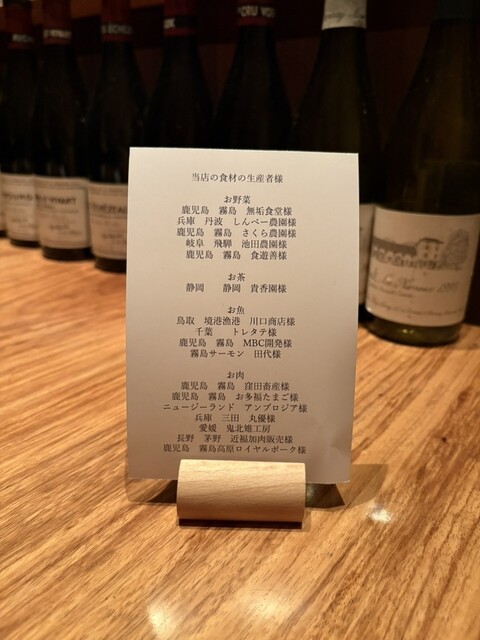 当店の食材の生産者様
お野菜
鹿児島 霧島 無垢食堂様
兵庫 丹波 しんぺー農園様
鹿児島 霧島 さくら農園様
岐阜 飛騨 池田農園様
鹿児島 霧島 食遊善様
お茶
静岡 静岡 貴香園様
お魚
鳥取 境港漁港 川口商店様
千葉 トレタテ様
鹿児島 霧島 MBC開発様
霧島サーモン 田代様
お肉
鹿児島 霧島 窪田畜産様
鹿児島 霧島 お多福たまご様
ニュージーランド アンブロジア様
兵庫 三田 丸優様
愛媛 鬼北雉工房
長野 茅野 近福加肉販売様
鹿児島 霧島高原ロイヤルポーク様